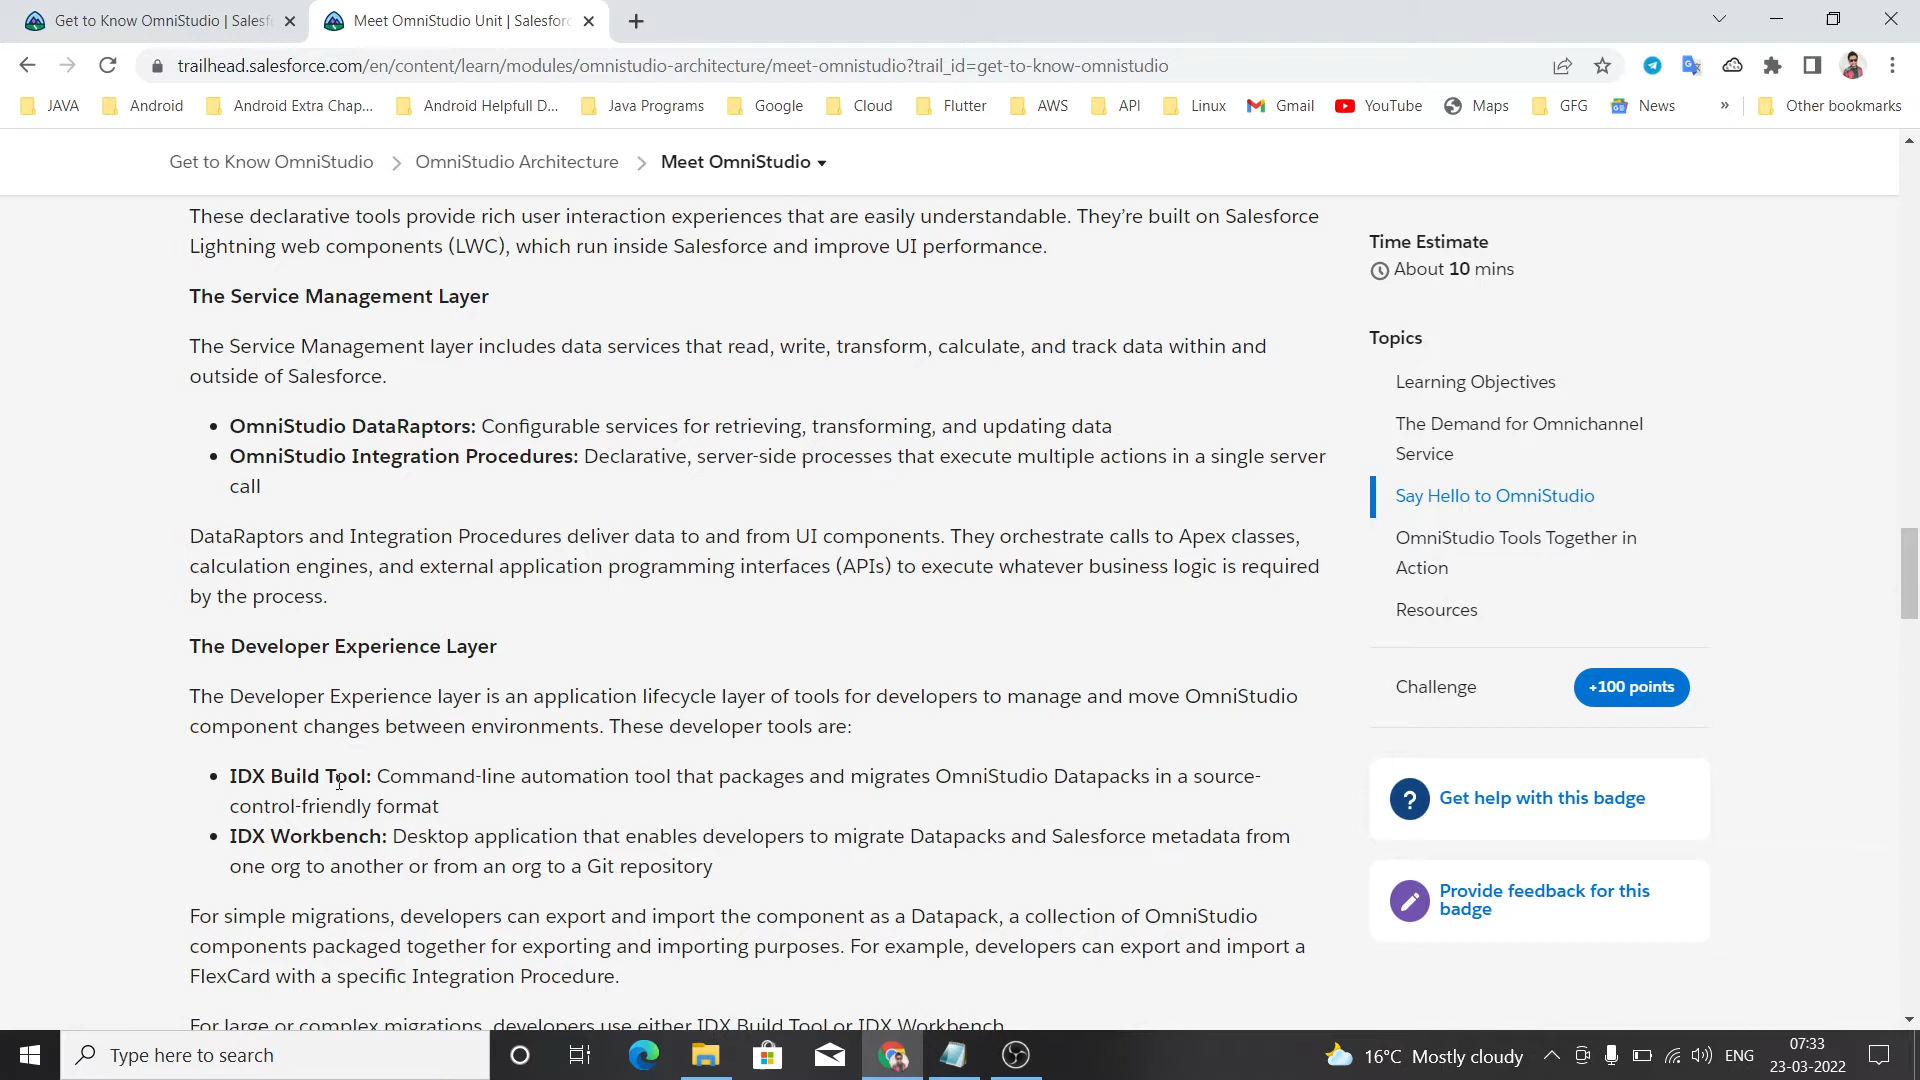 Get to Know OmniStudio | Salesf
Meet OmniStudio Unit | Salesforc
trailhead.salesforce.com/en/content/learn/modules/omnistudio-architecture/meet-omnistudio?trail_id=get-to-know-omnistudio
JAVA
Android
Android Extra Chap...
Android Helpfull D...
Java Programs
Google
Cloud
Flutter
AWS
API
Linux
Gmail
YouTube
Maps
GFG
News
»
Other bookmarks
Get to Know OmniStudio
OmniStudio Architecture
Meet OmniStudio
These declarative tools provide rich user interaction experiences that are easily understandable. They’re built on Salesforce
Lightning web components (LWC), which run inside Salesforce and improve UI performance.
The Service Management Layer
The Service Management layer includes data services that read, write, transform, calculate, and track data within and
outside of Salesforce.
• OmniStudio DataRaptors: Configurable services for retrieving, transforming, and updating data
• OmniStudio Integration Procedures: Declarative, server-side processes that execute multiple actions in a single server
call
DataRaptors and Integration Procedures deliver data to and from UI components. They orchestrate calls to Apex classes,
calculation engines, and external application programming interfaces (APIs) to execute whatever business logic is required
by the process.
The Developer Experience Layer
The Developer Experience layer is an application lifecycle layer of tools for developers to manage and move OmniStudio
component changes between environments. These developer tools are:
• IDX Build Tool: Command-line automation tool that packages and migrates OmniStudio Datapacks in a source-
control-friendly format
• IDX Workbench: Desktop application that enables developers to migrate Datapacks and Salesforce metadata from
one org to another or from an org to a Git repository
For simple migrations, developers can export and import the component as a Datapack, a collection of OmniStudio
components packaged together for exporting and importing purposes. For example, developers can export and import a
FlexCard with a specific Integration Procedure.
For large or complex migrations, developers use either IDX Build Tool or IDX Workbench
Time Estimate
About 10 mins
Topics
Learning Objectives
The Demand for Omnichannel
Service
Say Hello to OmniStudio
OmniStudio Tools Together in
Action
Resources
Challenge
+100 points
Get help with this badge
Provide feedback for this
badge
Type here to search
16°C Mostly cloudy
ENG
07:33
23-03-2022